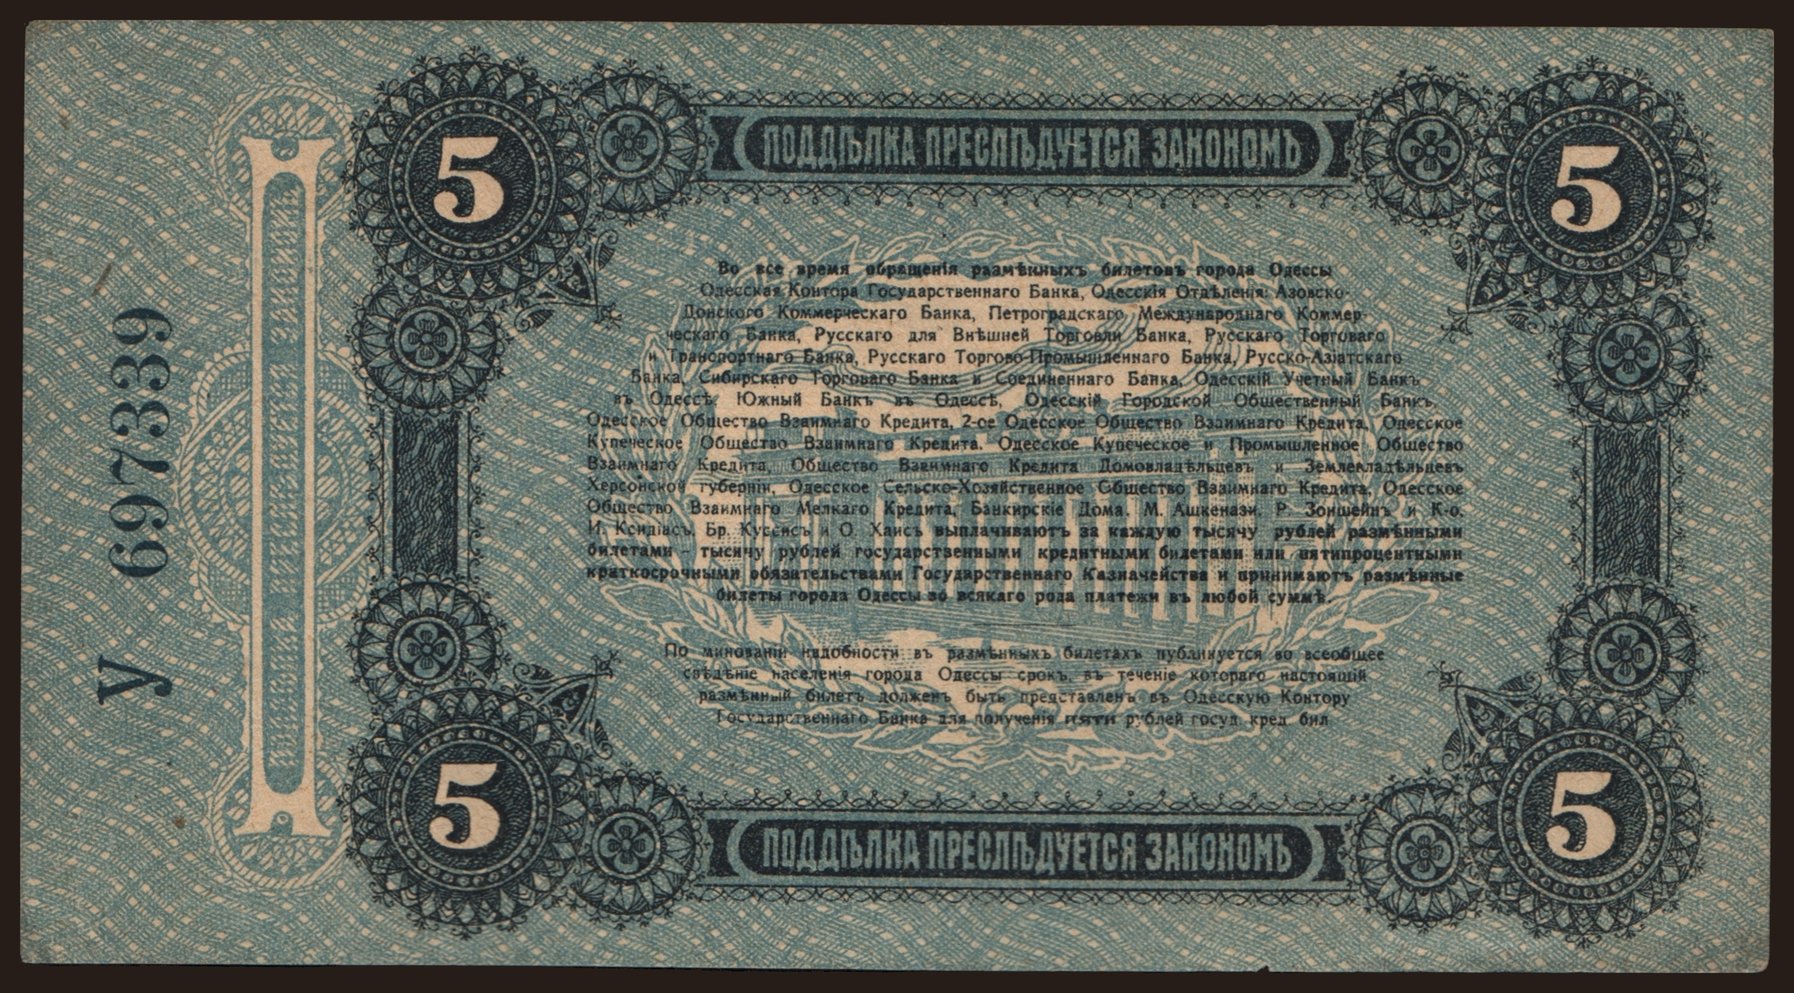 5
ПОДДѢЛКА ПРЕСЛѢДУЕТСЯ ЗАКОНОМЪ
5
Во все время обращенія размѣнныхъ билетовъ города Одессы
Одесская Контора Государственнаго Банка, Одесскія Отдѣленія: Азовско-
Донского Коммерческаго Банка, Петроградскаго Международнаго Коммер-
ческаго Банка, Русскаго для Внѣшней Торговли Банка, Русскаго Торговаго
и Транспортнаго Банка, Русскаго Торгово-Промышленнаго Банка, Русско-Азіатскаго
Банка, Сибирскаго Торговаго Банка и Соединеннаго Банка, Одесскій Учетный Банкъ
въ Одессѣ, Южный Банкъ въ Одессѣ, Одесскій Городской Общественный Банкъ,
Одесское Общество Взаимнаго Кредита, 2-ое Одесское Общество Взаимнаго Кредита, Одесское
Купеческое Общество Взаимнаго Кредита, Одесское Купеческое и Промышленное Общество
Взаимнаго Кредита, Общество Взаимнаго Кредита Домовладѣльцевъ и Землевладѣльцевъ
Херсонской губерніи, Одесское Сельско-Хозяйственное Общество Взаимнаго Кредита, Одесское
Общество Взаимнаго Мелкаго Кредита, Банкирскіе Дома. М. Ашкенази, Р. Зоншейнъ и К-о,
И. Ксидіасъ, Бр. Куссисъ и О. Хаисъ выплачиваютъ за каждую тысячу рублей размѣнными
билетами - тысячу рублей государственными кредитными билетами или пятипроцентными
краткосрочными обязательствами Государственнаго Казначейства и принимаютъ размѣнные
билеты города Одессы во всякаго рода платежи въ любой суммѣ.
По минованіи надобности въ размѣнныхъ билетахъ публикуется во всеобщее
свѣдѣніе населенія города Одессы срокъ, въ теченіе котораго настоящій
размѣнный билетъ долженъ быть представленъ въ Одесскую Контору
Государственнаго Банка для полученія пяти рублей госуд. кред. бил.
У 697339
5
ПОДДѢЛКА ПРЕСЛѢДУЕТСЯ ЗАКОНОМЪ
5